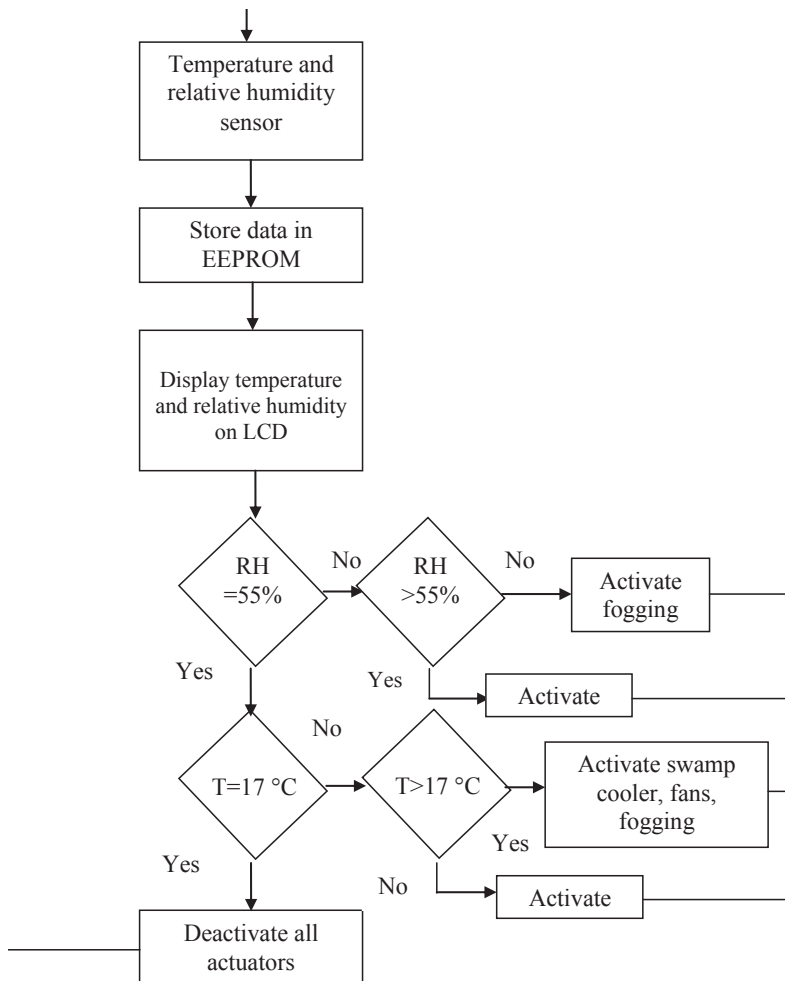 Temperature and
relative humidity
sensor
Store data in
EEPROM
Display temperature
and relative humidity
on LCD
RH
=55%
No
RH
>55%
No
Activate
fogging
Yes
Yes
Activate
No
T=17 °C
T>17 °C
Activate swamp
cooler, fans,
fogging
Yes
Yes
No
Activate
Deactivate all
actuators